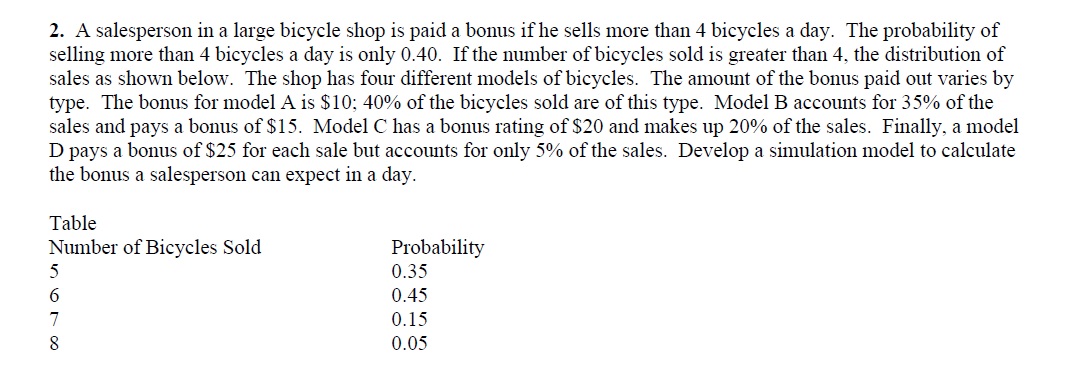 2. A salesperson in a large bicycle shop is paid a bonus if he sells more than 4 bicycles a day. The probability of
selling more than 4 bicycles a day is only 0.40. If the number of bicycles sold is greater than 4, the distribution of
sales as shown below. The shop has four different models of bicycles. The amount of the bonus paid out varies by
type. The bonus for model A is $10; 40% of the bicycles sold are of this type. Model B accounts for 35% of the
sales and pays a bonus of $15. Model C has a bonus rating of $20 and makes up 20% of the sales. Finally, a model
D pays a bonus of $25 for each sale but accounts for only 5% of the sales. Develop a simulation model to calculate
the bonus a salesperson can expect in a day.
Table
Number of Bicycles Sold Probability
5 0.35
6 0.45
7 0.15
8 0.05